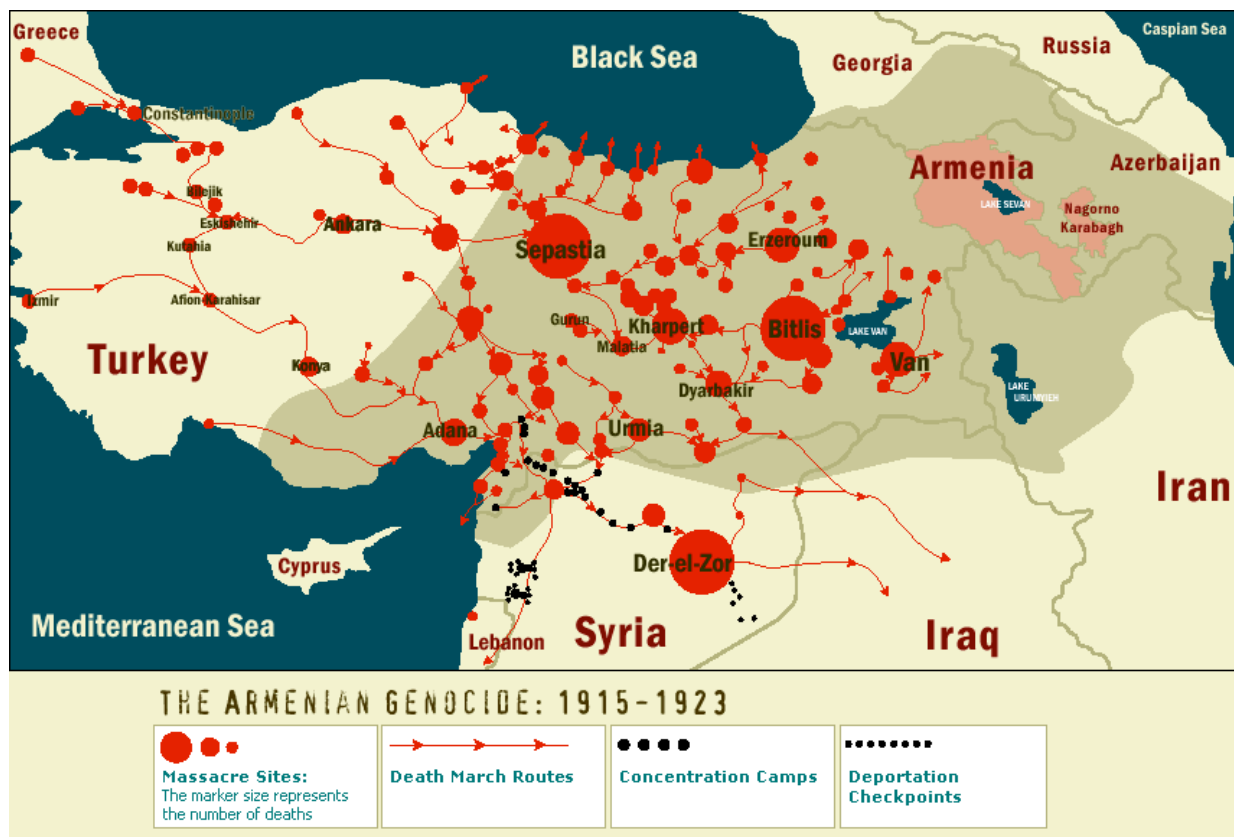 Greece
Black Sea
Georgia
Russia
Caspian Sea
Constantinople
Armenia
Azerbaijan
LAKE SEVAN
Nagorno
Karabagh
Bilejik
Eskishehir
Ankara
Sepastia
Erzeroum
Kutahia
Izmir
Afion-Karahisar
Gurun
Kharpert
Malatia
Bitlis
LAKE VAN
Van
Turkey
Konya
Dyarbakir
LAKE
URUMWIEH
Adana
Urmia
Iran
Der-el-Zor
Cyprus
Mediterranean Sea
Lebanon
Syria
Iraq
THE ARMENIAN GENOCIDE: 1915-1923
Massacre Sites:
The marker size represents
the number of deaths
Death March Routes
Concentration Camps
Deportation
Checkpoints